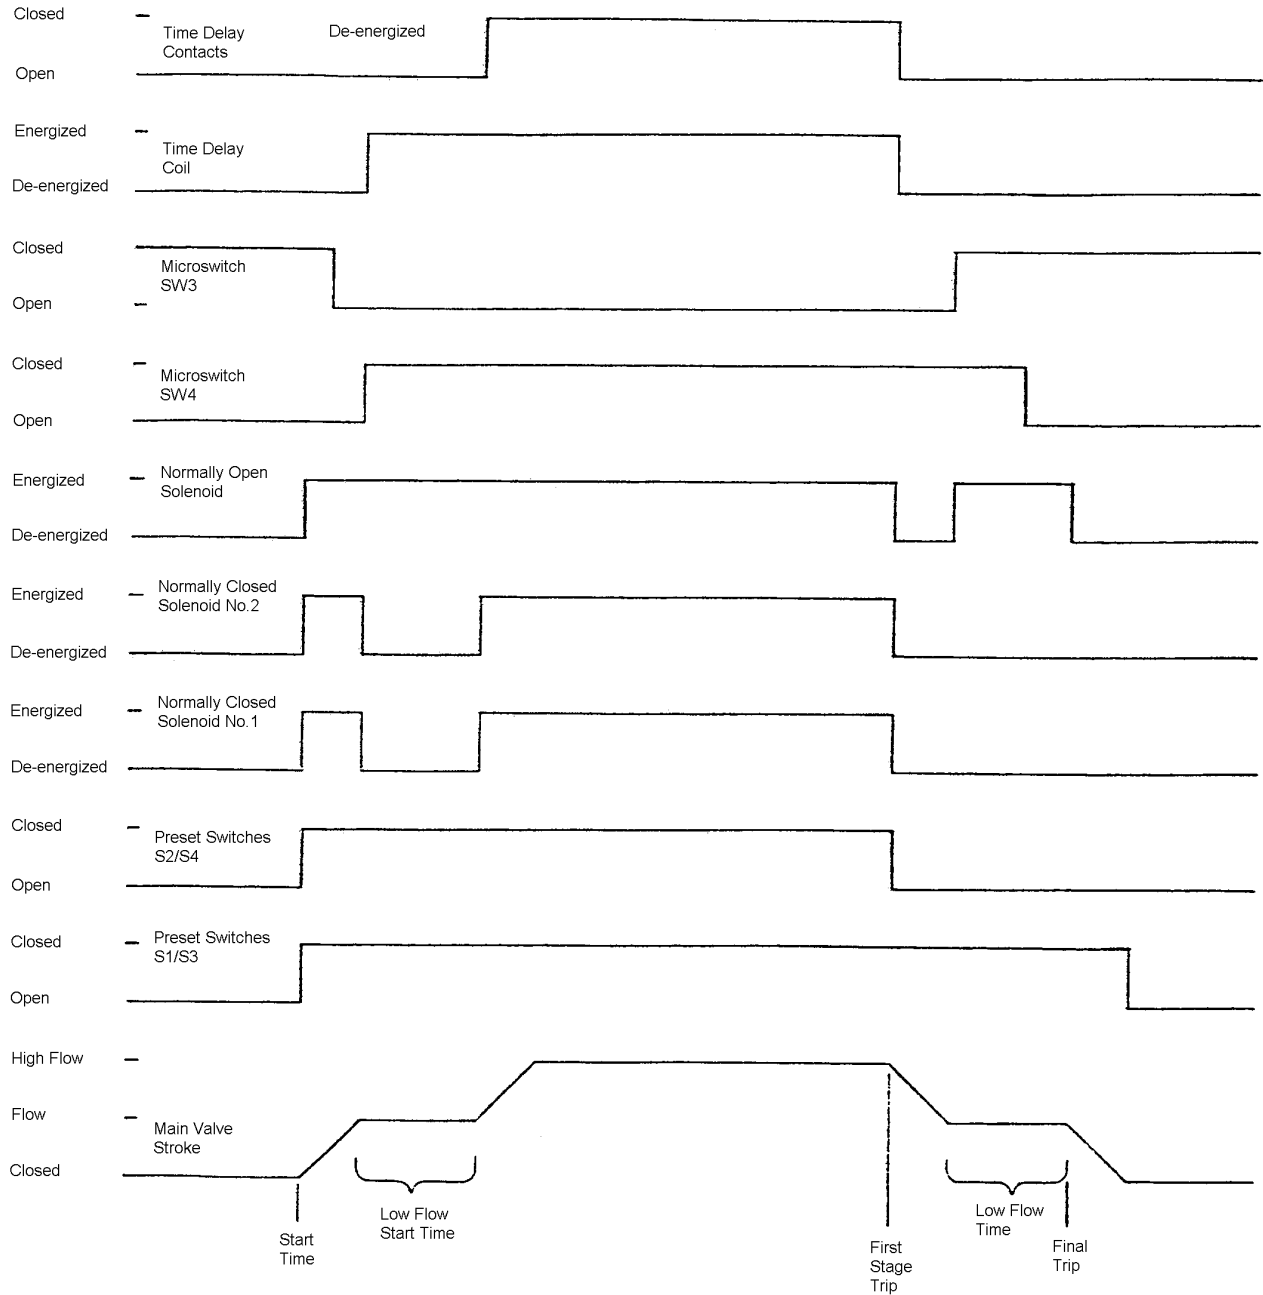 Closed
Time Delay
Contacts
De-energized
Open
Energized
Time Delay
Coil
De-energized
Closed
Microswitch
SW3
Open
Closed
Microswitch
SW4
Open
Energized
Normally Open
Solenoid
De-energized
Energized
Normally Closed
Solenoid No.2
De-energized
Energized
Normally Closed
Solenoid No.1
De-energized
Closed
Preset Switches
S2/S4
Open
Closed
Preset Switches
S1/S3
Open
High Flow
Flow
Main Valve
Stroke
Closed
Start
Time
Low Flow
Start Time
First
Stage
Trip
Low Flow
Time
Final
Trip